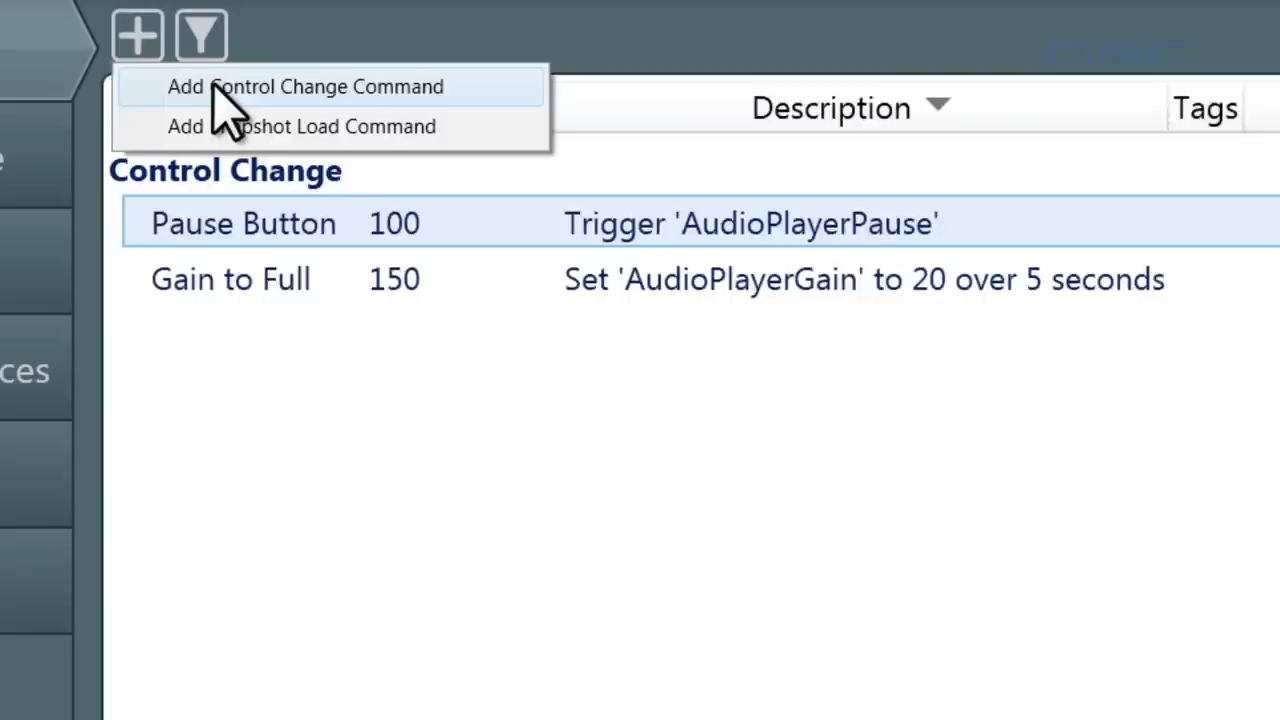 Add Control Change Command
Add Snapshot Load Command
Description Tags
Control Change
Pause Button 100 Trigger 'AudioPlayerPause'
Gain to Full 150 Set 'AudioPlayerGain' to 20 over 5 seconds
ces